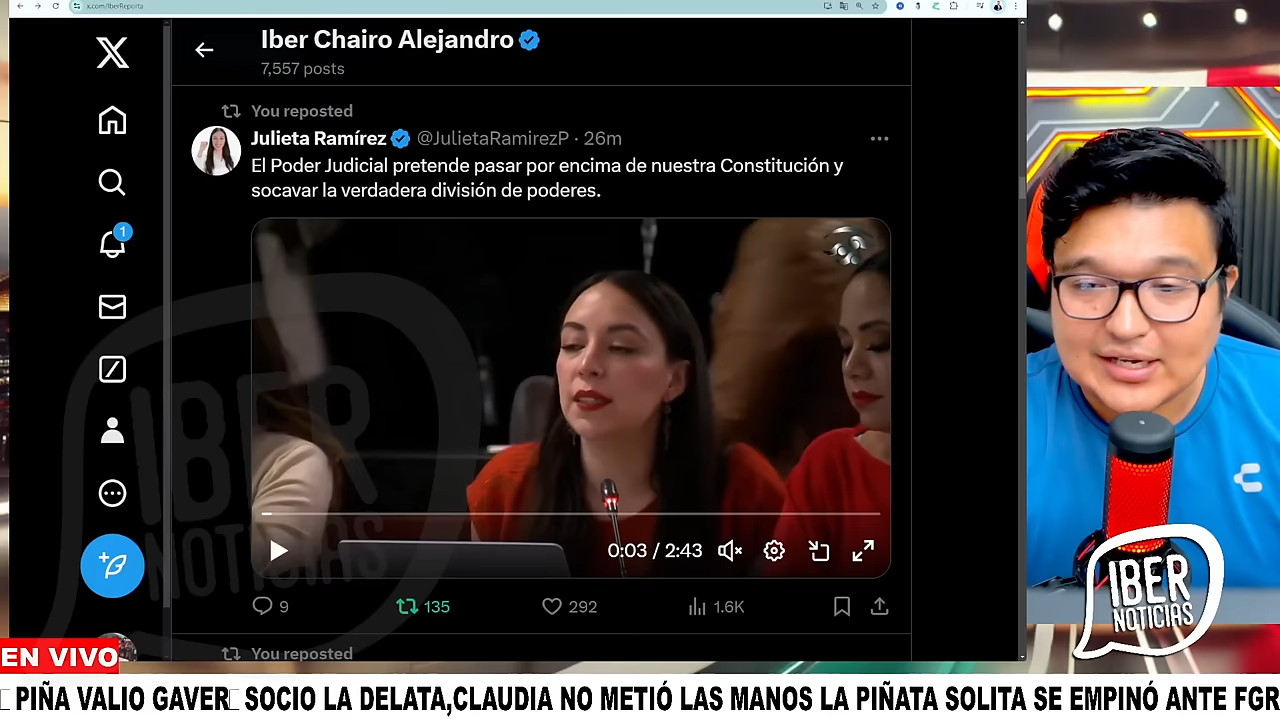 x.com/IberReporta
Iber Chairo Alejandro
7,557 posts
You reposted
Julieta Ramírez @JulietaRamirezP · 26m
El Poder Judicial pretende pasar por encima de nuestra Constitución y
socavar la verdadera división de poderes.
1
IBER
NOTICIAS
0:03 / 2:43
9
135
292
1.6K
IBER
NOTICIAS
You reposted
EN VIVO
PIÑA VALIO GAVER SOCIO LA DELATA,CLAUDIA NO METIÓ LAS MANOS LA PIÑATA SOLITA SE EMPINÓ ANTE FGR